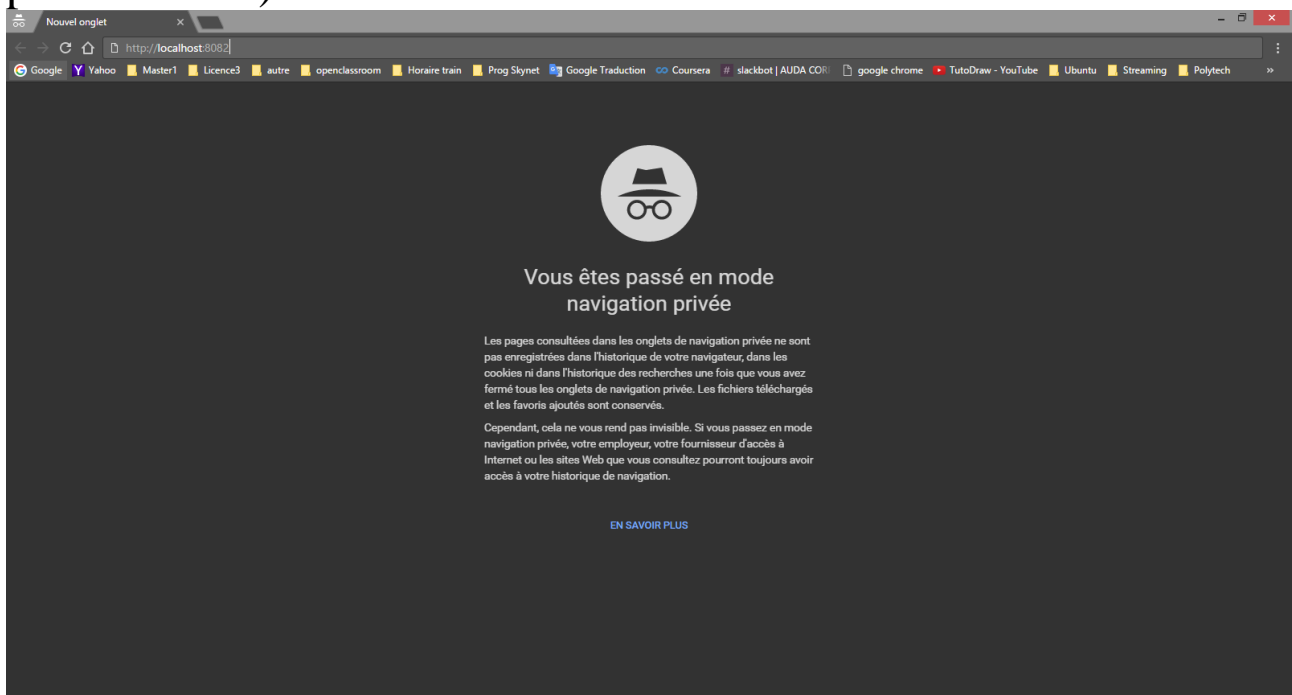 Nouvel onglet
http://localhost:8082
Google Yahoo Master1 Licence3 autre openclassroom Horaire train Prog Skynet Google Traduction Coursera slackbot | AUDA COR google chrome TutoDraw - YouTube Ubuntu Streaming Polytech »
Vous êtes passé en mode
navigation privée
Les pages consultées dans les onglets de navigation privée ne sont
pas enregistrées dans l'historique de votre navigateur, dans les
cookies ni dans l'historique des recherches une fois que vous avez
fermé tous les onglets de navigation privée. Les fichiers téléchargés
et les favoris ajoutés sont conservés.
Cependant, cela ne vous rend pas invisible. Si vous passez en mode
navigation privée, votre employeur, votre fournisseur d'accès à
Internet ou les sites Web que vous consultez pourront toujours avoir
accès à votre historique de navigation.
EN SAVOIR PLUS